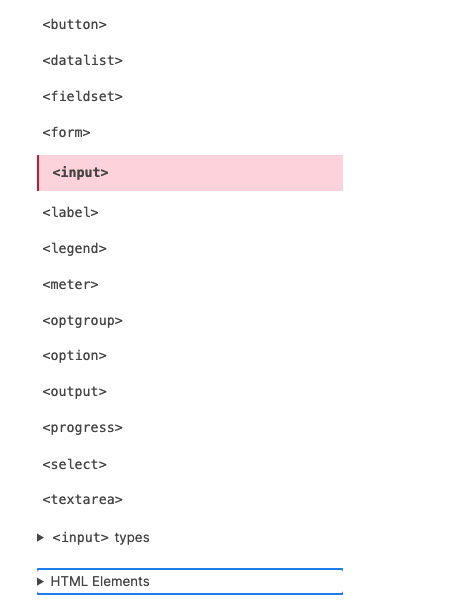 <button>
<datalist>
<fieldset>
<form>
<input>
<label>
<legend>
<meter>
<optgroup>
<option>
<output>
<progress>
<select>
<textarea>
<input> types
HTML Elements